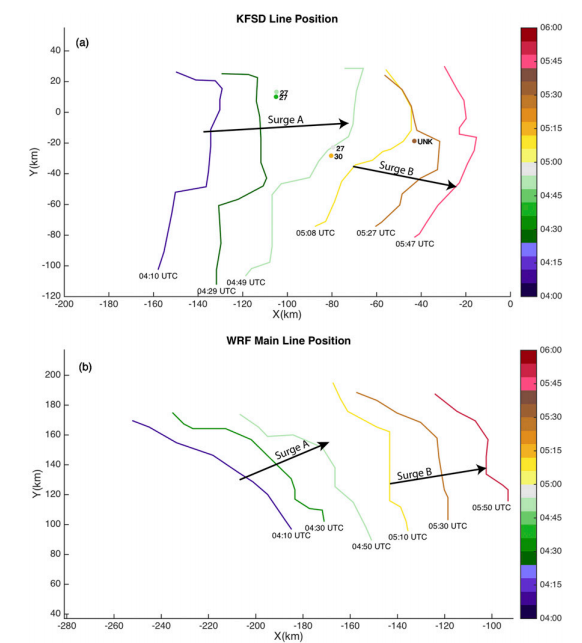 KFSD Line Position
(a)
40
20
0
-20
-40
-60
-80
-100
-120
Y(km)
27
27
Surge A
27
30
UNK
Surge B
04:10 UTC
04:29 UTC
04:49 UTC
05:08 UTC
05:27 UTC
05:47 UTC
-200 -180 -160 -140 -120 -100 -80 -60 -40 -20 0
X(km)
06:00
05:45
05:30
05:15
05:00
04:45
04:30
04:15
04:00
WRF Main Line Position
(b)
200
180
160
140
120
100
80
60
40
Y(km)
Surge A
Surge B
04:10 UTC
04:30 UTC
04:50 UTC
05:10 UTC
05:30 UTC
05:50 UTC
-280 -260 -240 -220 -200 -180 -160 -140 -120 -100
X(km)
06:00
05:45
05:30
05:15
05:00
04:45
04:30
04:15
04:00